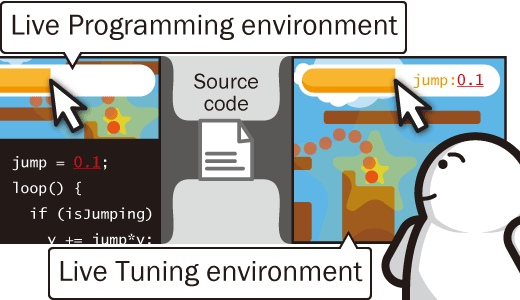 Live Programming environment
Source
code
jump:0.1
jump = 0.1;
loop() {
if (isJumping)
y += jump*y;
Live Tuning environment